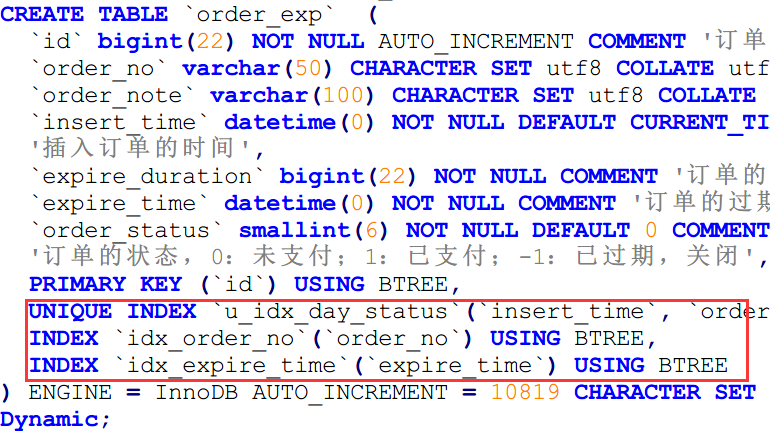 CREATE TABLE `order_exp`  (
`id` bigint(22) NOT NULL AUTO_INCREMENT COMMENT '订单
`order_no` varchar(50) CHARACTER SET utf8 COLLATE utf
`order_note` varchar(100) CHARACTER SET utf8 COLLATE
`insert_time` datetime(0) NOT NULL DEFAULT CURRENT_TI
'插入订单的时间',
`expire_duration` bigint(22) NOT NULL COMMENT '订单的
`expire_time` datetime(0) NOT NULL COMMENT '订单的过期
`order_status` smallint(6) NOT NULL DEFAULT 0 COMMENT
'订单的状态，0：未支付；1：已支付；-1：已过期，关闭',
PRIMARY KEY (`id`) USING BTREE,
UNIQUE INDEX `u_idx_day_status`(`insert_time`, `order
INDEX `idx_order_no`(`order_no`) USING BTREE,
INDEX `idx_expire_time`(`expire_time`) USING BTREE
) ENGINE = InnoDB AUTO_INCREMENT = 10819 CHARACTER SET
Dynamic;